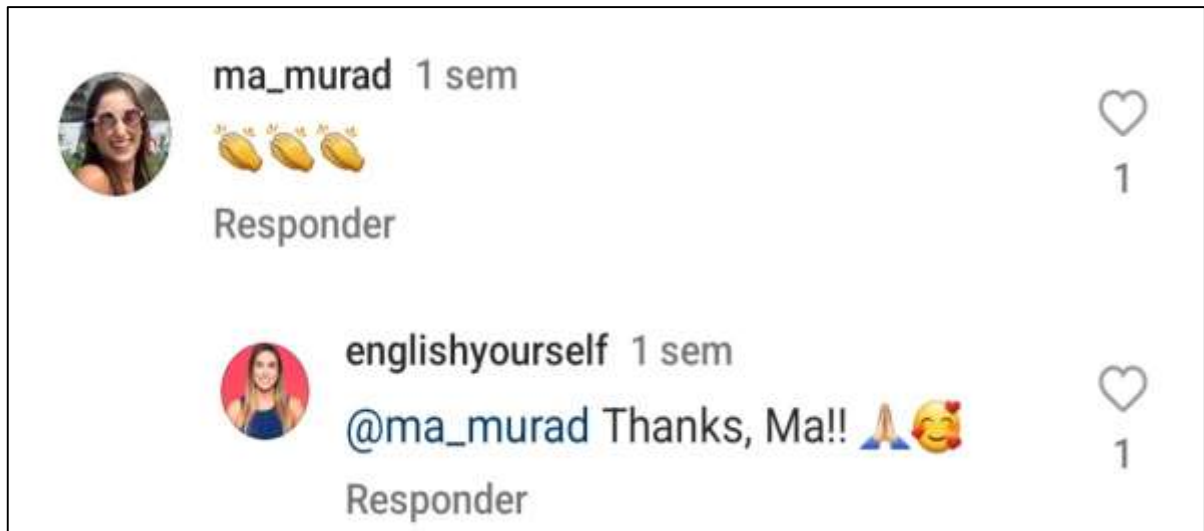 ma_murad 1 sem
👏👏👏
1
Responder
englishyourself 1 sem
@ma_murad Thanks, Ma!! 🙏🏼🥰
1
Responder